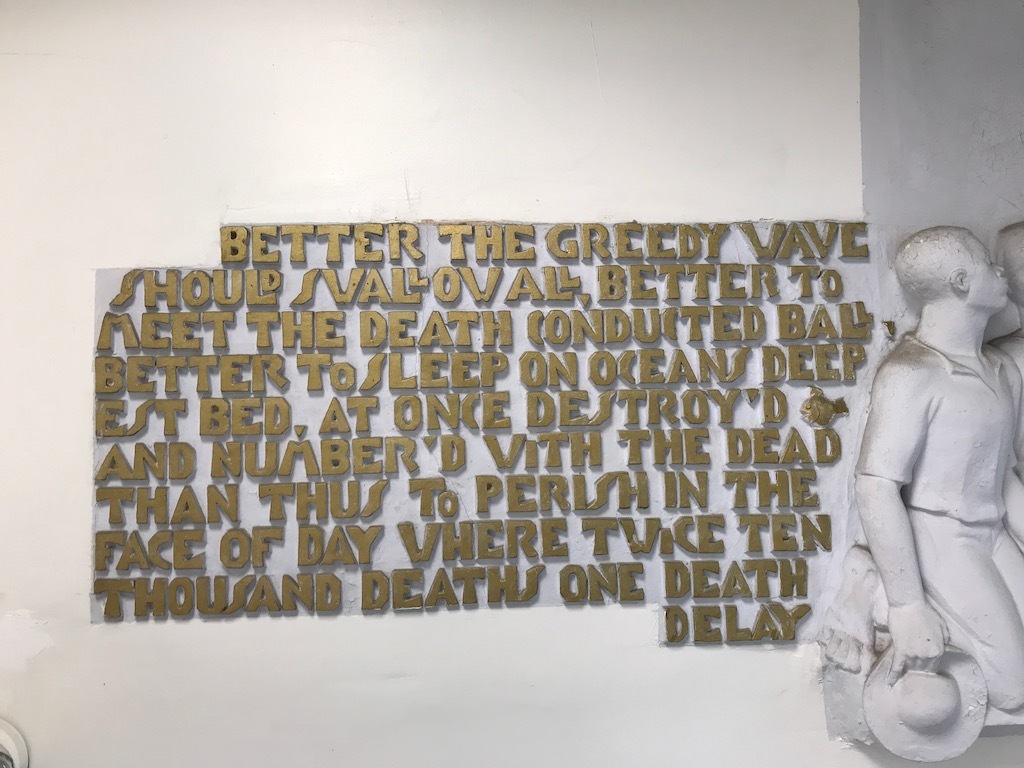 BETTER THE GREEDY WAVE
SHOULD SWALLOW ALL, BETTER TO
MEET THE DEATH CONDUCTED BALL
BETTER TO SLEEP ON OCEANS DEEP
EST BED, AT ONCE DESTROY'D
AND NUMBER'D WITH THE DEAD
THAN THUS TO PERISH IN THE
FACE OF DAY WHERE TWICE TEN
THOUSAND DEATHS ONE DEATH
DELAY